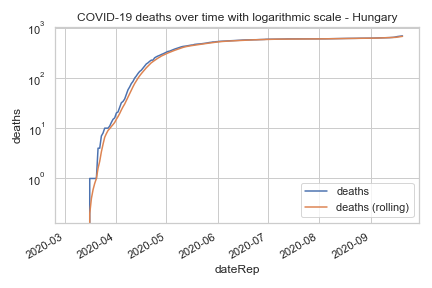 COVID-19 deaths over time with logarithmic scale - Hungary
10³
10²
10¹
10⁰
deaths
deaths
deaths (rolling)
2020-03
2020-04
2020-05
2020-06
2020-07
2020-08
2020-09
dateRep